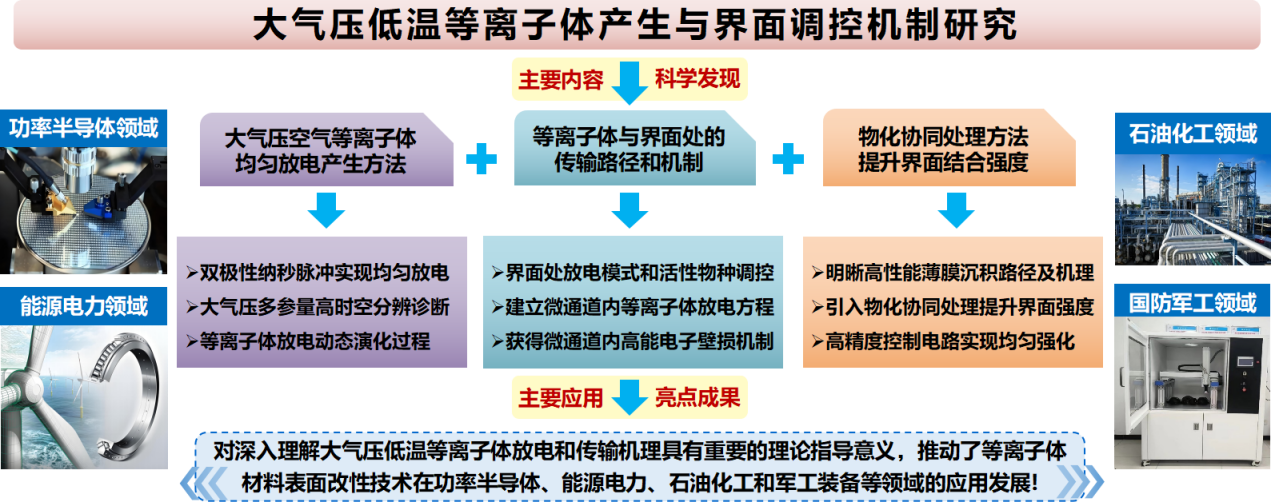 大气压低温等离子体产生与界面调控机制研究
主要内容 科学发现
功率半导体领域
能源电力领域
大气压空气等离子体
均匀放电产生方法
等离子体与界面处的
传输路径和机制
物化协同处理方法
提升界面结合强度
➢双极性纳秒脉冲实现均匀放电
➢大气压多参量高时空分辨诊断
➢等离子体放电动态演化过程
➢界面处放电模式和活性物种调控
➢建立微通道内等离子体放电方程
➢获得微通道内高能电子壁损机制
➢明晰高性能薄膜沉积路径及机理
➢引入物化协同处理提升界面强度
➢高精度控制电路实现均匀强化
石油化工领域
国防军工领域
主要应用 亮点成果
对深入理解大气压低温等离子体放电和传输机理具有重要的理论指导意义，推动了等离子体
材料表面改性技术在功率半导体、能源电力、石油化工和军工装备等领域的应用发展!